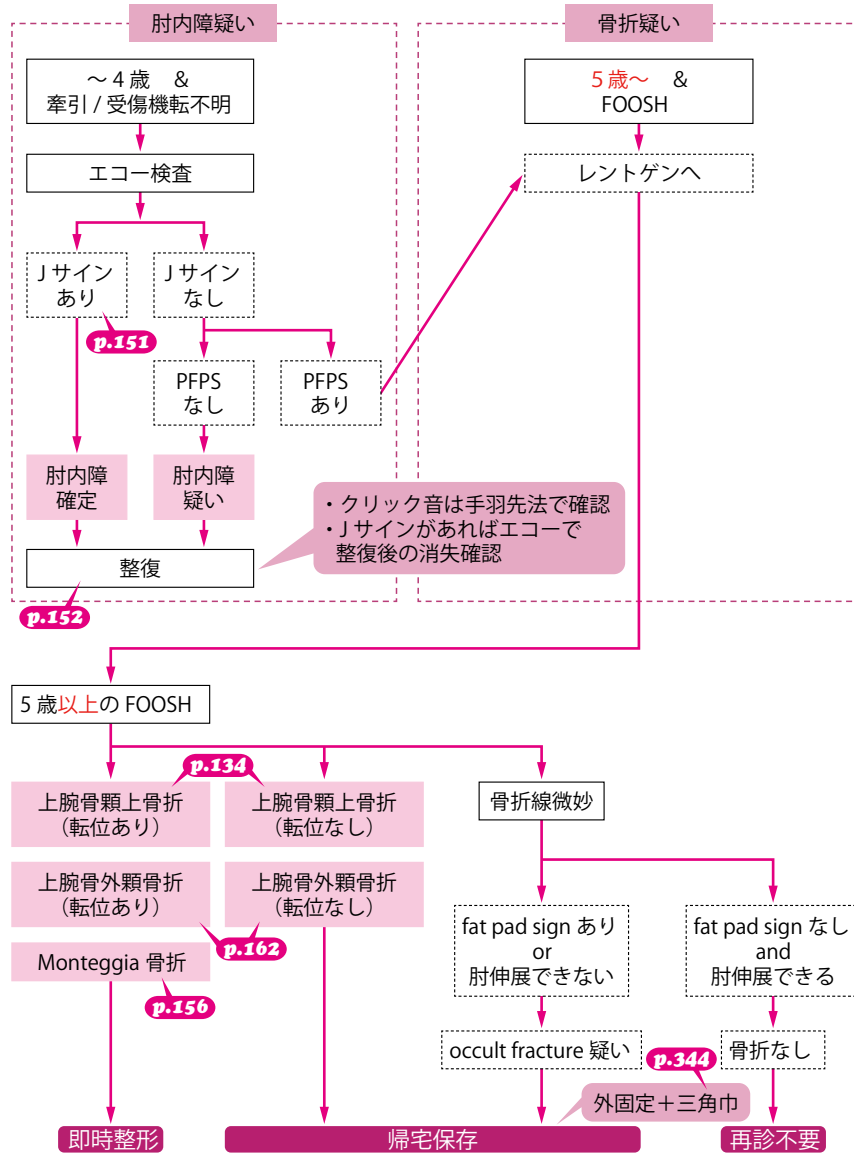 肘内障疑い
～4歳 &
牽引 / 受傷機転不明
エコー検査
J サイン
あり
p.151
J サイン
なし
PFPS
なし
PFPS
あり
肘内障
確定
肘内障
疑い
・クリック音は手羽先法で確認
・J サインがあればエコーで
整復後の消失確認
整復
p.152
骨折疑い
5歳～ &
FOOSH
レントゲンへ
5 歳以上の FOOSH
p.134
上腕骨顆上骨折
（転位あり）
上腕骨顆上骨折
（転位なし）
骨折線微妙
上腕骨外顆骨折
（転位あり）
上腕骨外顆骨折
（転位なし）
p.162
Monteggia 骨折
p.156
fat pad sign あり
or
肘伸展できない
fat pad sign なし
and
肘伸展できる
occult fracture 疑い
骨折なし
p.344
外固定＋三角巾
即時整形
帰宅保存
再診不要